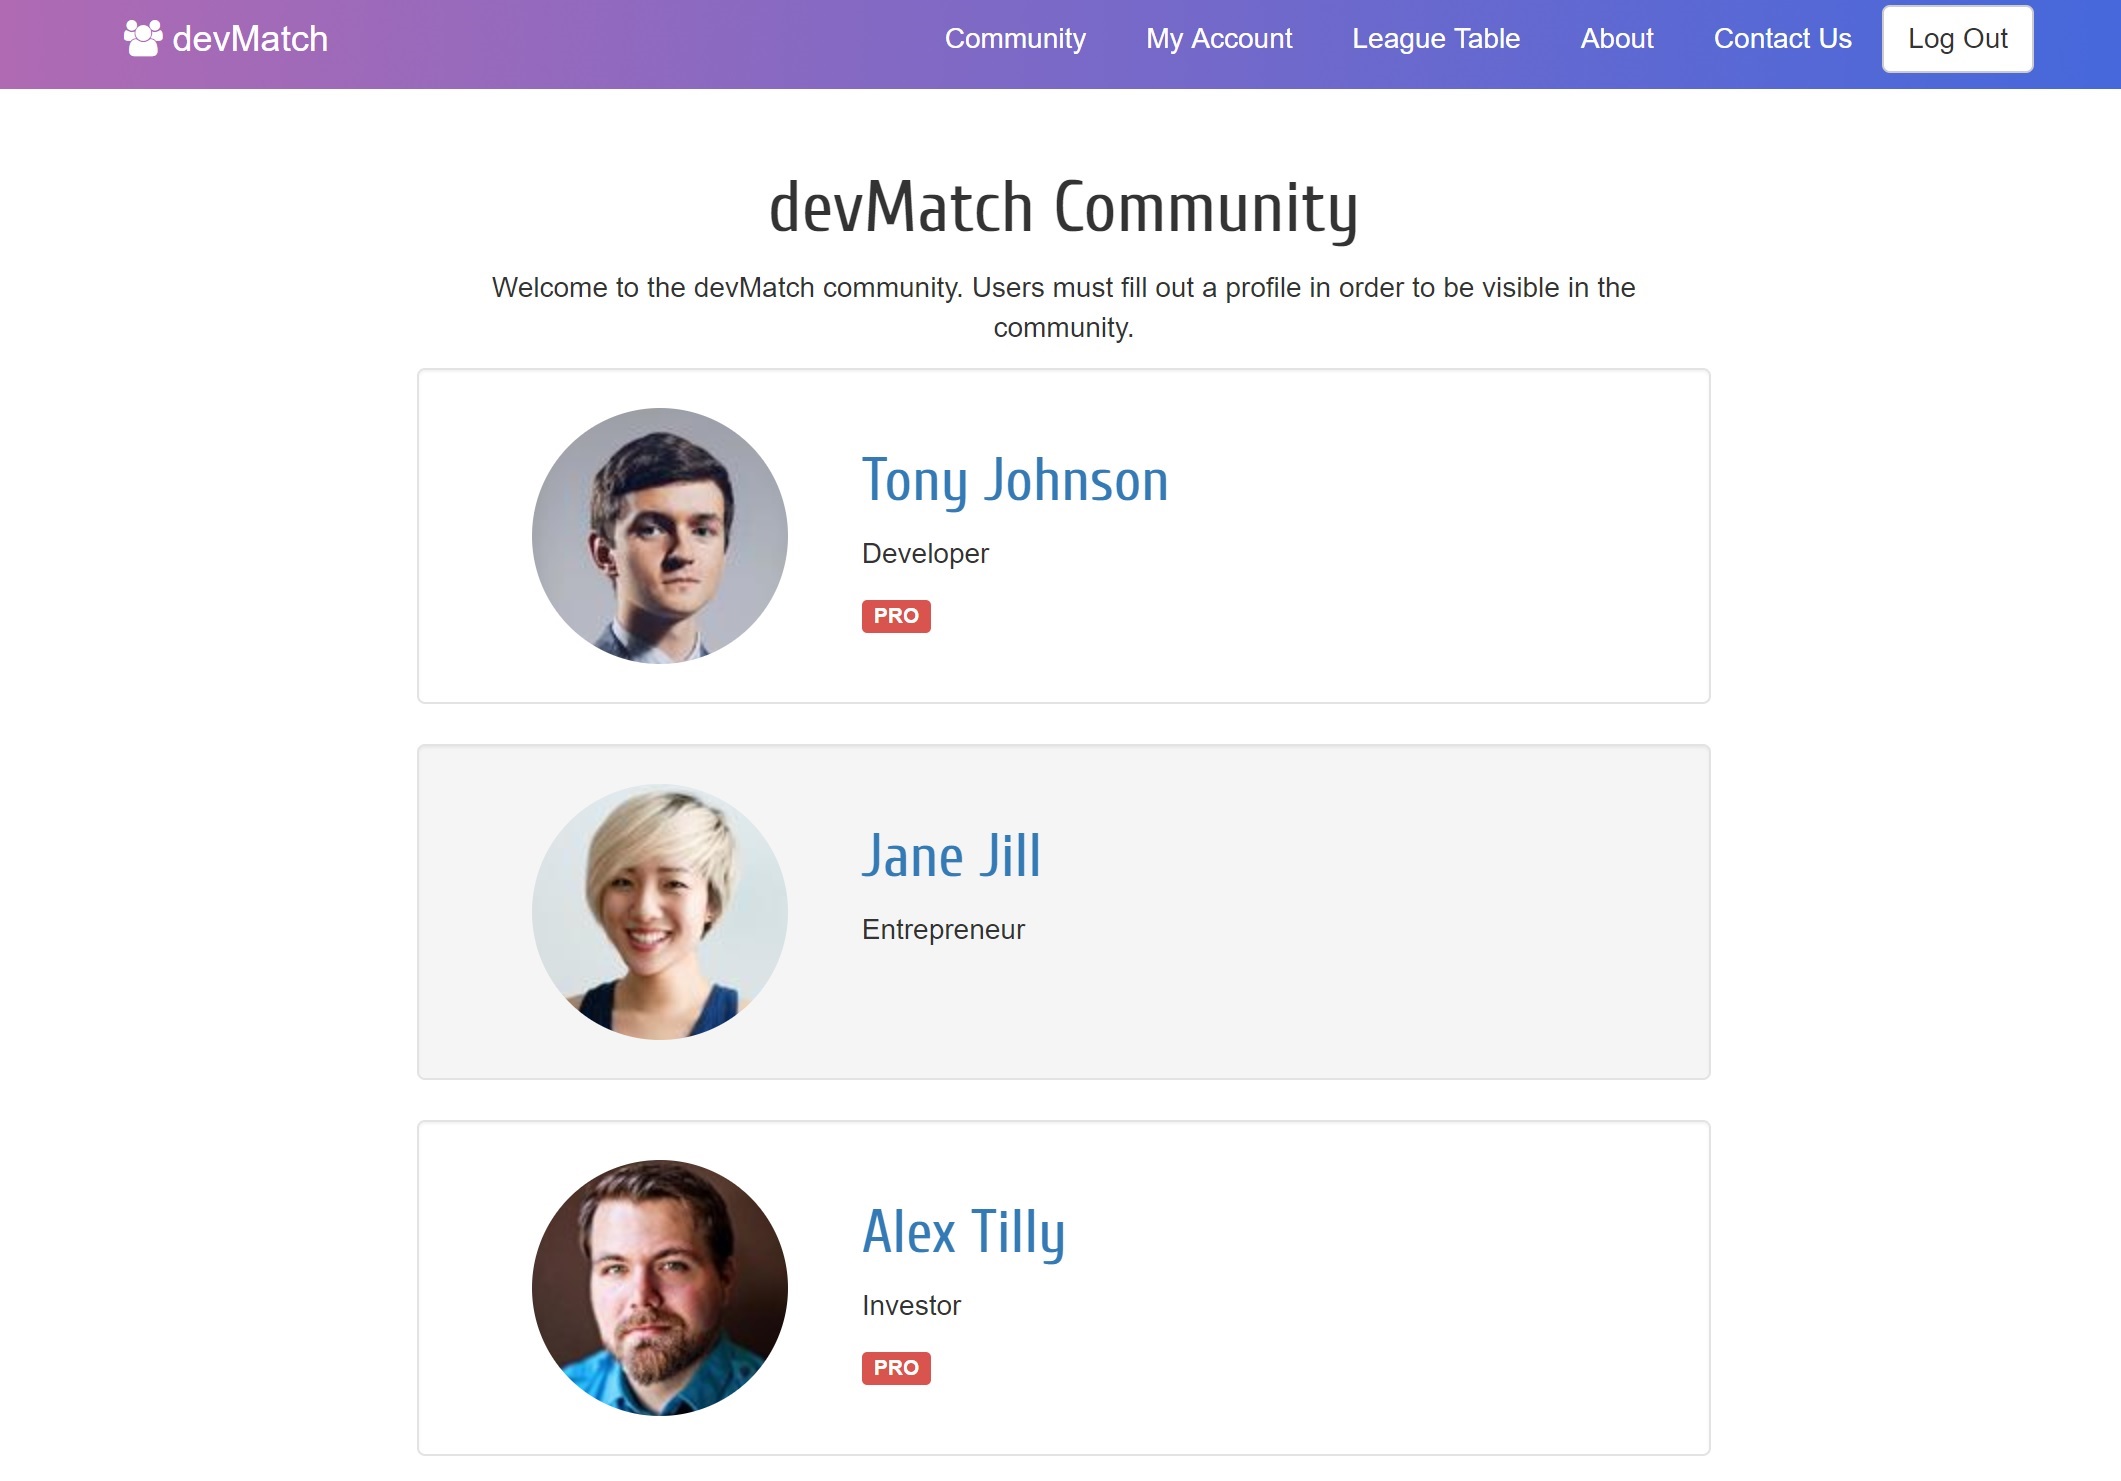 devMatch Community My Account League Table About Contact Us Log Out
devMatch Community
Welcome to the devMatch community. Users must fill out a profile in order to be visible in the
community.
Tony Johnson
Developer
PRO
Jane Jill
Entrepreneur
Alex Tilly
Investor
PRO